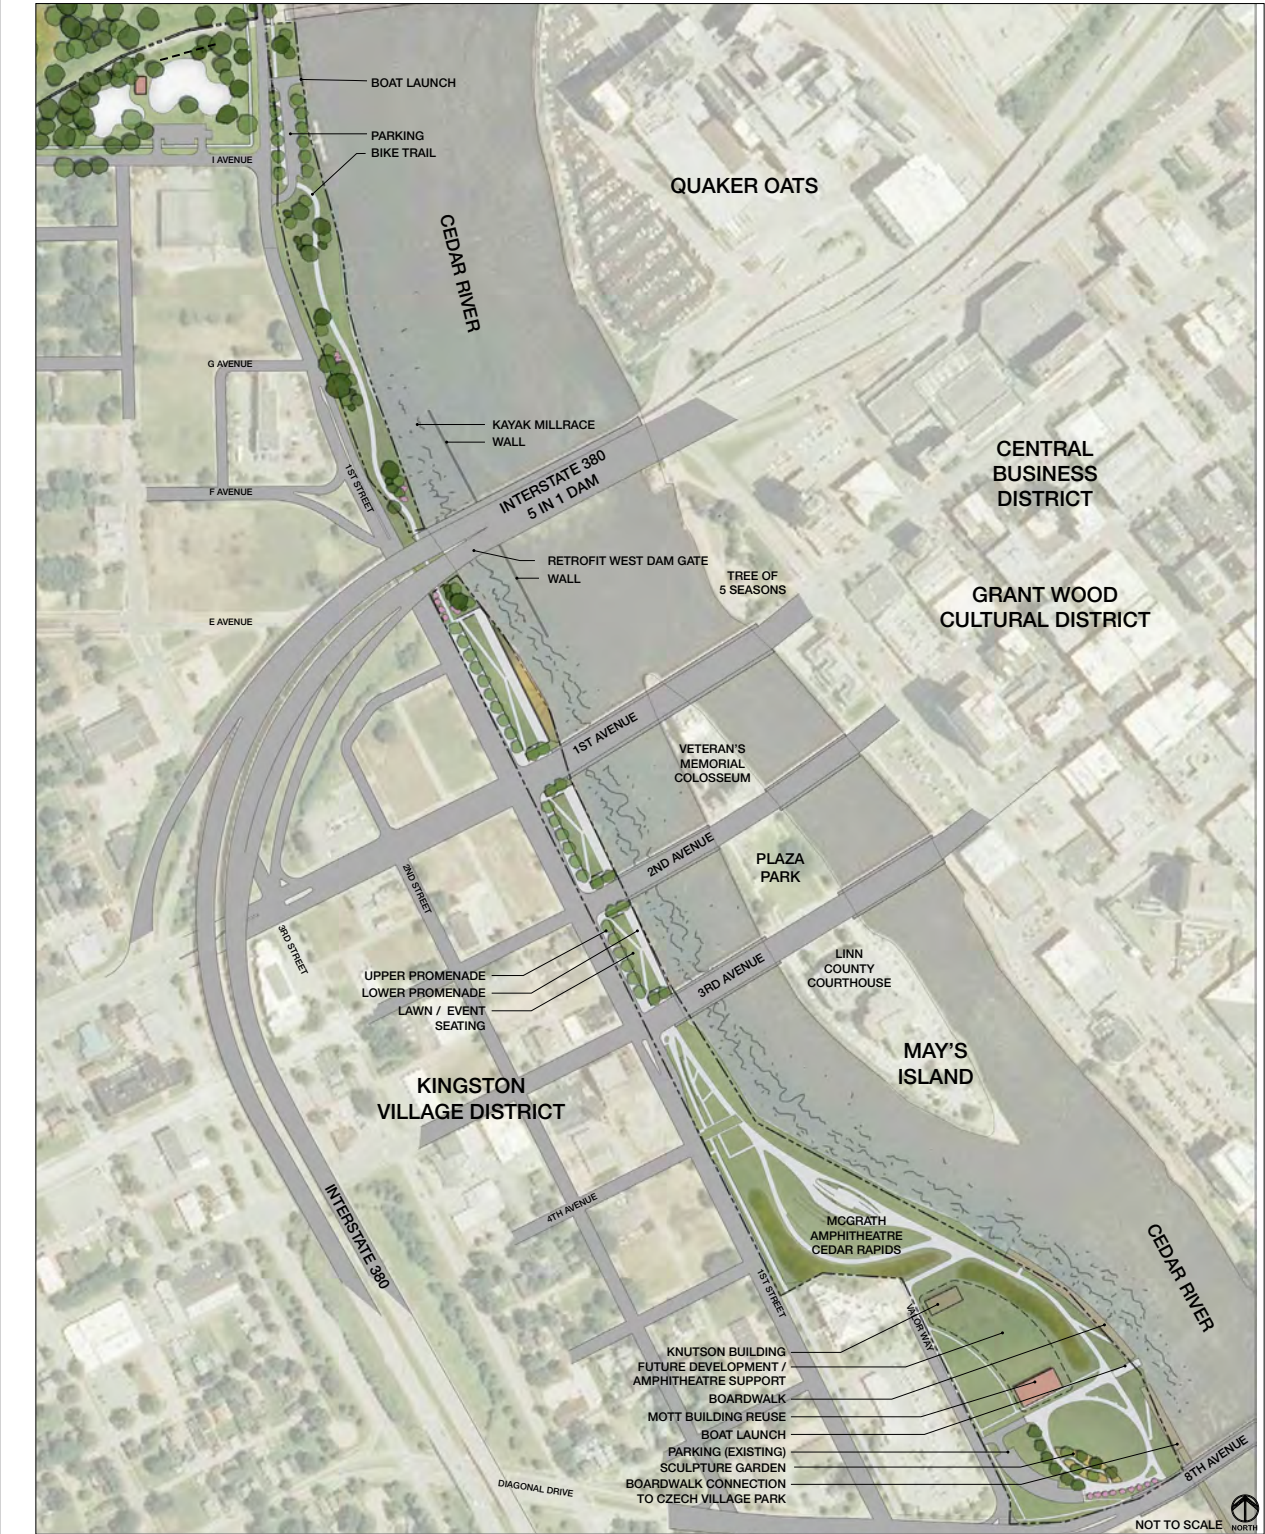 BOAT LAUNCH
PARKING
BIKE TRAIL
I AVENUE
QUAKER OATS
CEDAR RIVER
G AVENUE
KAYAK MILLRACE
WALL
INTERSTATE 380
5 IN 1 DAM
1ST STREET
F AVENUE
CENTRAL
BUSINESS
DISTRICT
RETROFIT WEST DAM GATE
WALL
TREE OF
5 SEASONS
GRANT WOOD
CULTURAL DISTRICT
E AVENUE
1ST AVENUE
VETERAN'S
MEMORIAL
COLOSSEUM
2ND AVENUE
PLAZA
PARK
2ND STREET
3RD STREET
UPPER PROMENADE
LOWER PROMENADE
LAWN / EVENT
SEATING
3RD AVENUE
LINN
COUNTY
COURTHOUSE
MAY'S
ISLAND
KINGSTON
VILLAGE DISTRICT
INTERSTATE 380
4TH AVENUE
MCGRATH
AMPHITHEATRE
CEDAR RAPIDS
CEDAR RIVER
1ST STREET
VALOR WAY
KNUTSON BUILDING
FUTURE DEVELOPMENT /
AMPHITHEATRE SUPPORT
BOARDWALK
MOTT BUILDING REUSE
BOAT LAUNCH
PARKING (EXISTING)
SCULPTURE GARDEN
BOARDWALK CONNECTION
TO CZECH VILLAGE PARK
DIAGONAL DRIVE
8TH AVENUE
NOT TO SCALE
NORTH